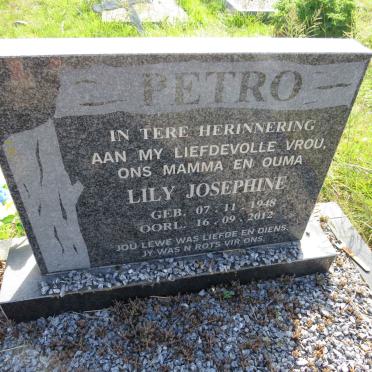 PETRO
IN TERE HERINNERING
AAN MY LIEFDEVOLLE VROU,
ONS MAMMA EN OUMA
LILY JOSEPHINE
GEB. 07. 11. 1948
OORL. 16. 09. 2012
JOU LEWE WAS LIEFDE EN DIENS.
JY WAS N ROTS VIR ONS.